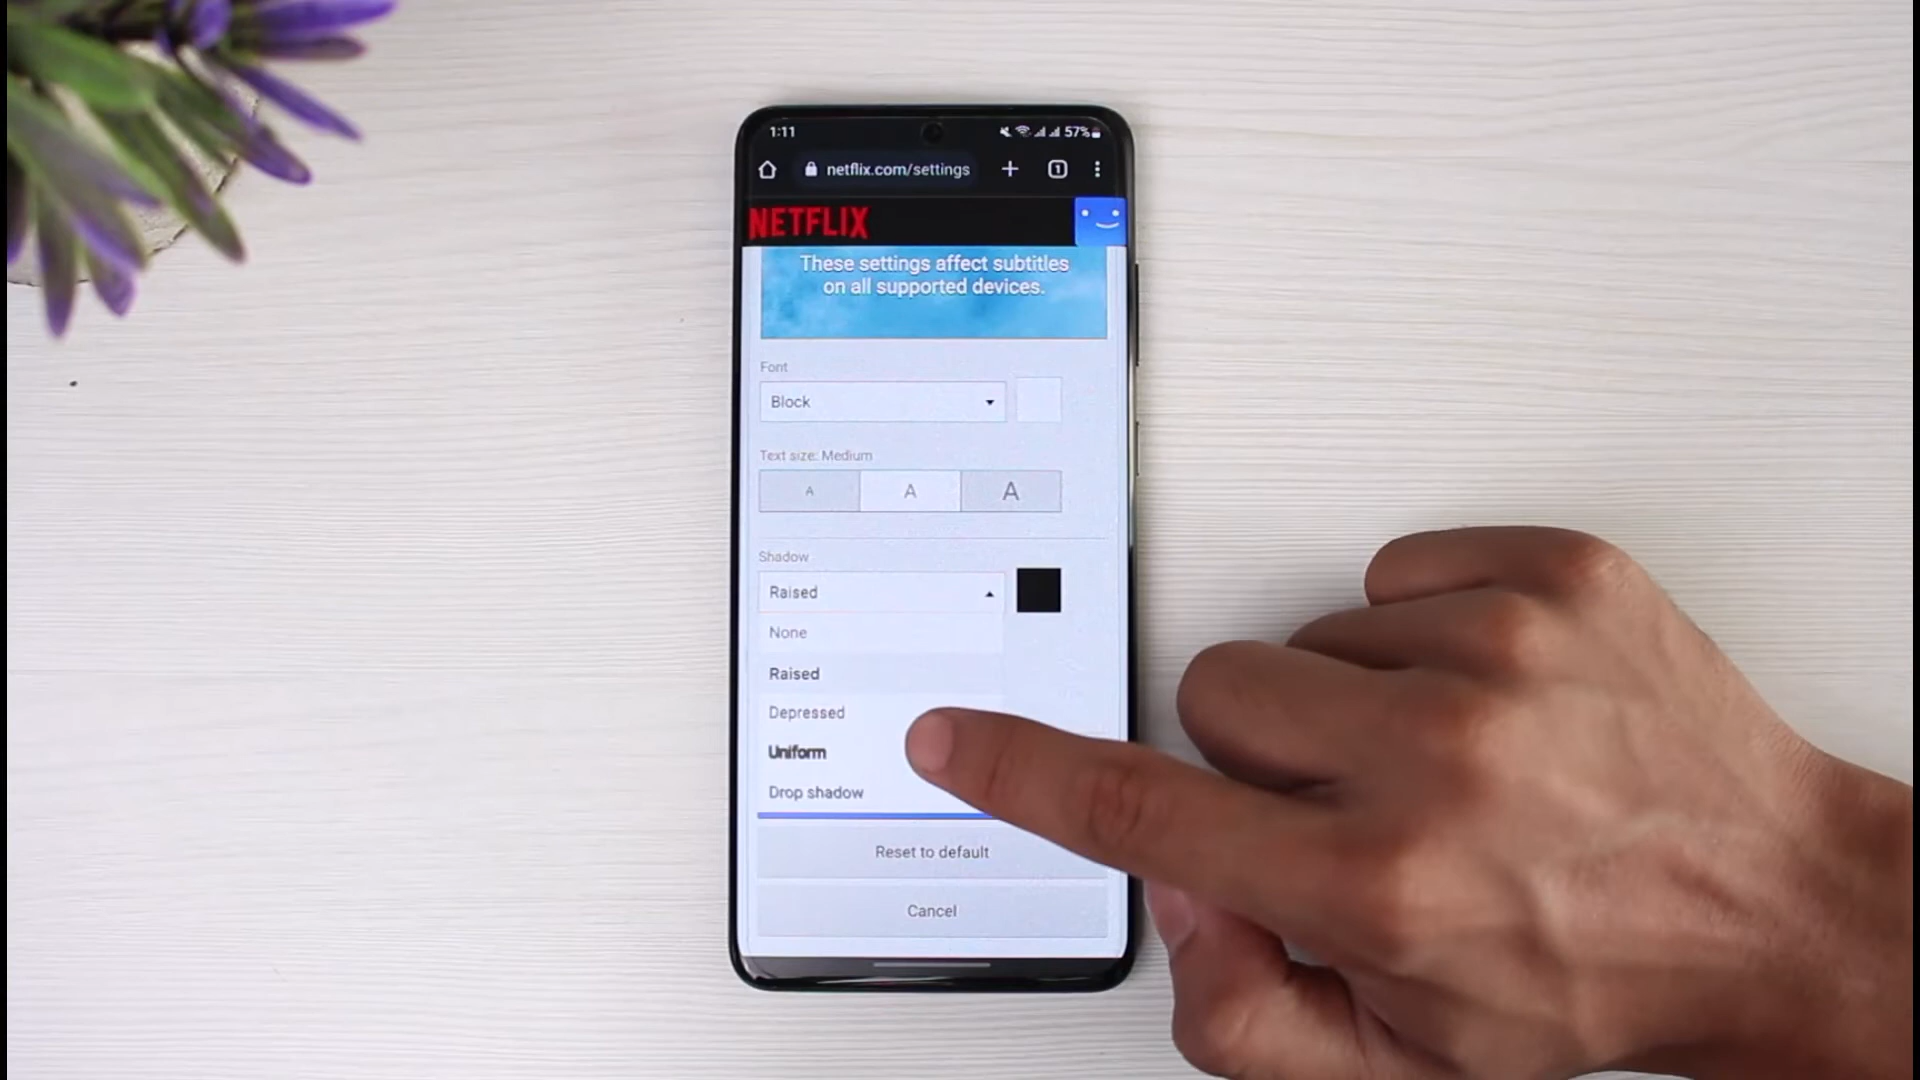 1:11
57%
netflix.com/settings
1
NETFLIX
These settings affect subtitles
on all supported devices.
Font
Block
Text size: Medium
A A A
Shadow
Raised
None
Raised
Depressed
Uniform
Drop shadow
Reset to default
Cancel